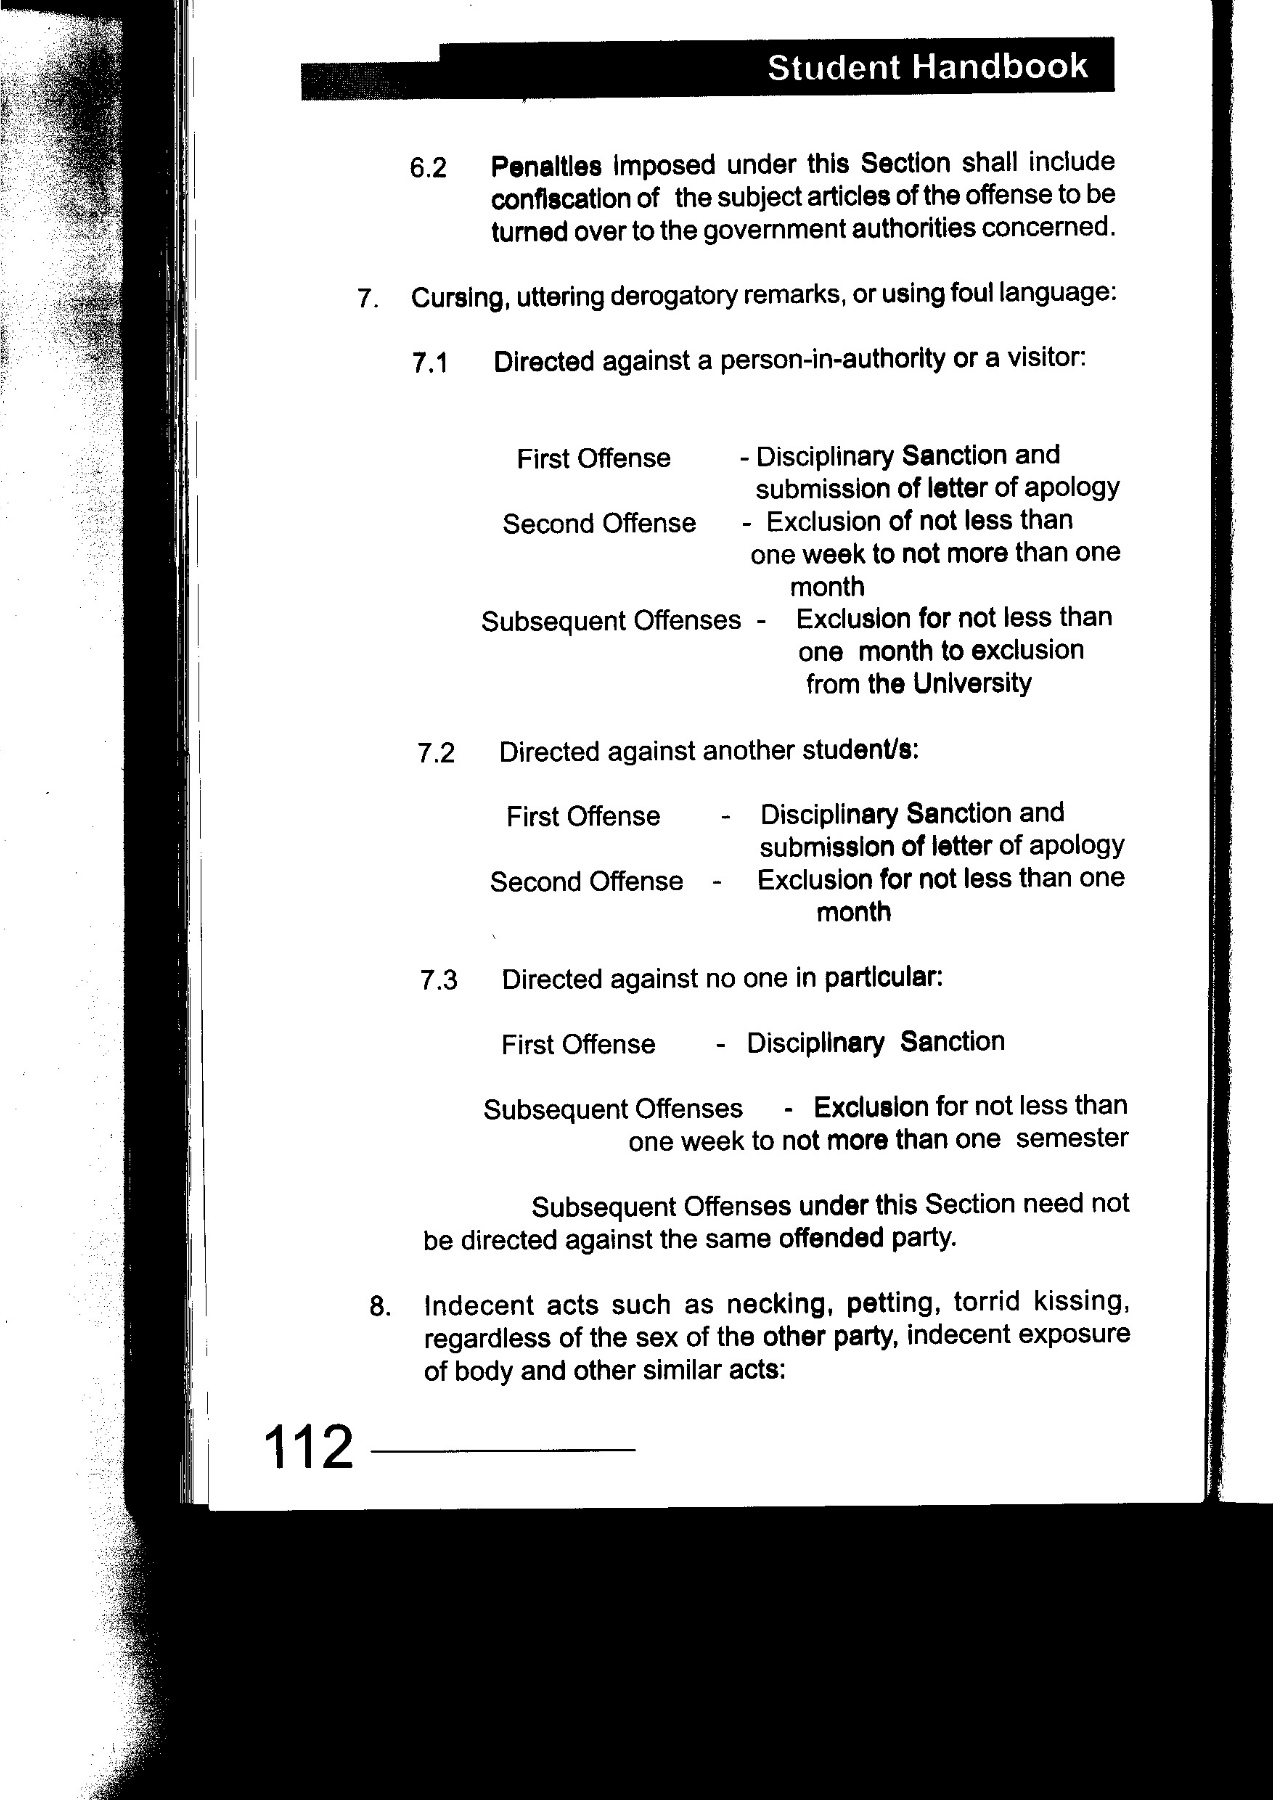 Student Handbook
6.2 Penalties imposed under this Section shall include
confiscation of the subject articles of the offense to be
turned over to the government authorities concerned.
7. Cursing, uttering derogatory remarks, or using foul language:
7.1 Directed against a person-in-authority or a visitor:
First Offense - Disciplinary Sanction and
submission of letter of apology
Second Offense - Exclusion of not less than
one week to not more than one
month
Subsequent Offenses - Exclusion for not less than
one month to exclusion
from the University
7.2 Directed against another student/s:
First Offense - Disciplinary Sanction and
submission of letter of apology
Second Offense - Exclusion for not less than one
month
7.3 Directed against no one in particular:
First Offense - Disciplinary Sanction
Subsequent Offenses - Exclusion for not less than
one week to not more than one semester
Subsequent Offenses under this Section need not
be directed against the same offended party.
8. Indecent acts such as necking, petting, torrid kissing,
regardless of the sex of the other party, indecent exposure
of body and other similar acts:
112